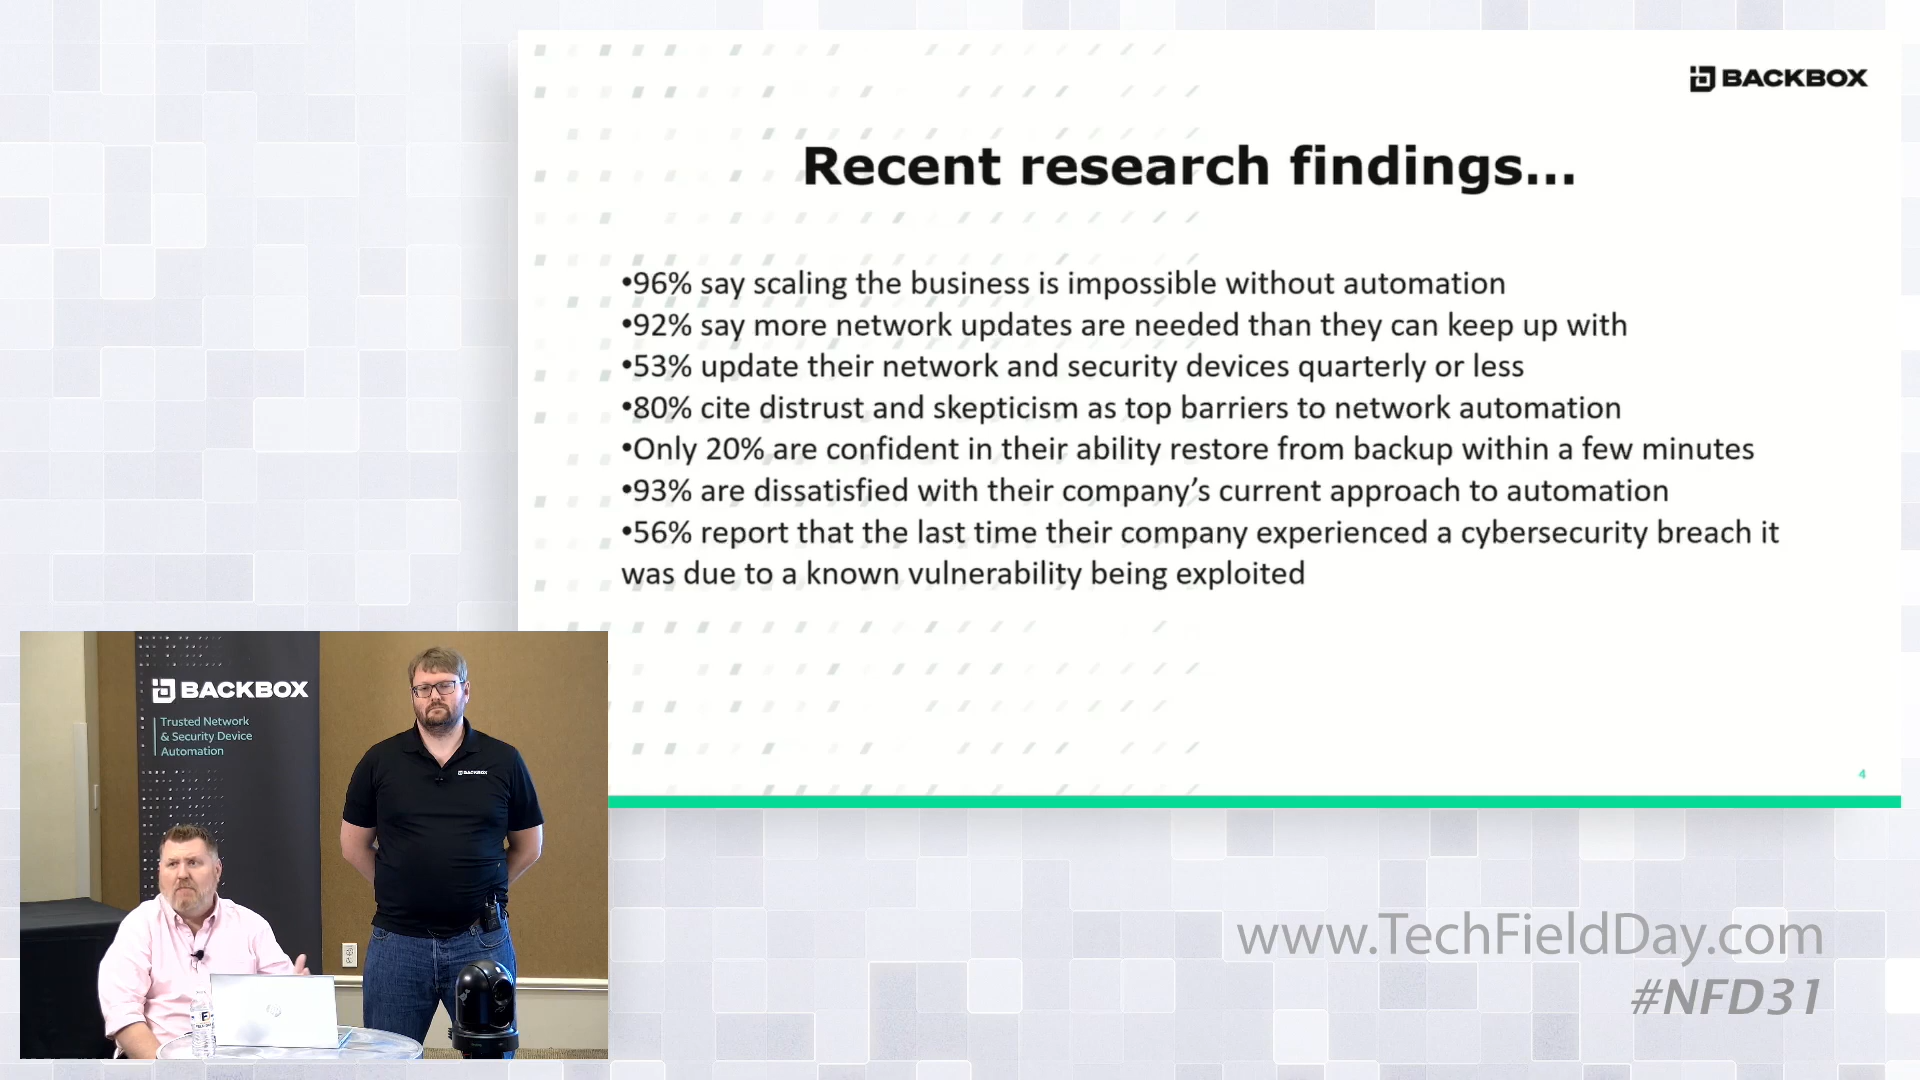 BACKBOX
Recent research findings...
•96% say scaling the business is impossible without automation
•92% say more network updates are needed than they can keep up with
•53% update their network and security devices quarterly or less
•80% cite distrust and skepticism as top barriers to network automation
•Only 20% are confident in their ability restore from backup within a few minutes
•93% are dissatisfied with their company’s current approach to automation
•56% report that the last time their company experienced a cybersecurity breach it
was due to a known vulnerability being exploited
4
BACKBOX
Trusted Network
& Security Device
Automation
BACKBOX
www.TechFieldDay.com
#NFD31